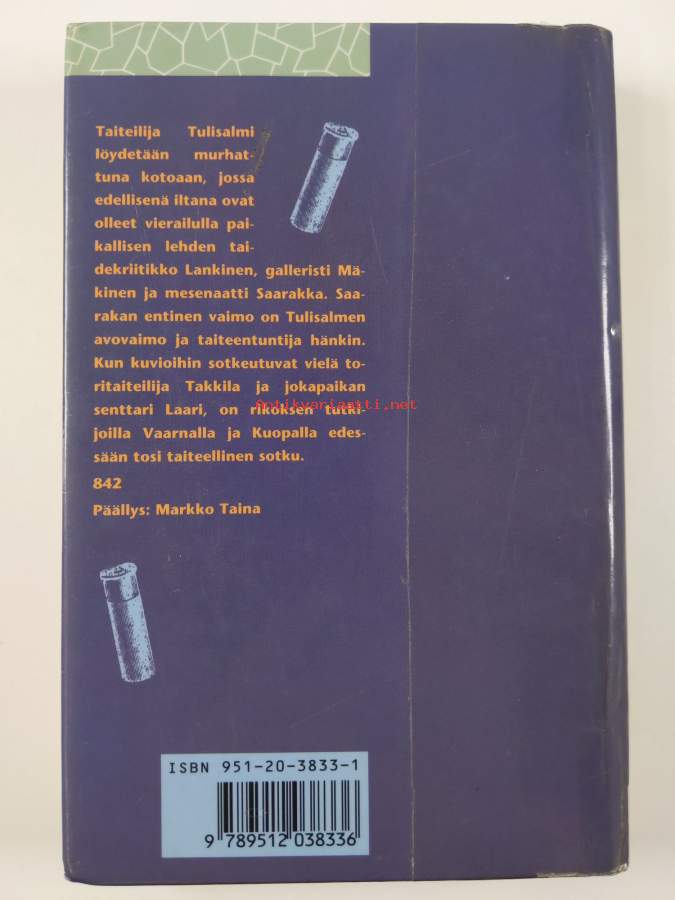 Taiteilija Tulisalmi
löydetään murhat-
tuna kotoaan, jossa
edellisenä iltana ovat
olleet vierailulla pai-
kallisen lehden tai-
dekriitikko Lankinen, galleristi Mä-
kinen ja mesenaatti Saarakka. Saa-
rakan entinen vaimo on Tulisalmen
avovaimo ja taiteentuntija hänkin.
Kun kuvioihin sotkeutuvat vielä to-
ritaiteilija Takkila ja jokapaikan
senttari Laari, on rikoksen tutki-
joilla Vaarnalla ja Kuopalla edes-
sään tosi taiteellinen sotku.
842
Päällys: Markko Taina
antikvariaatti.net
ISBN 951-20-3833-1
9 789512 038336